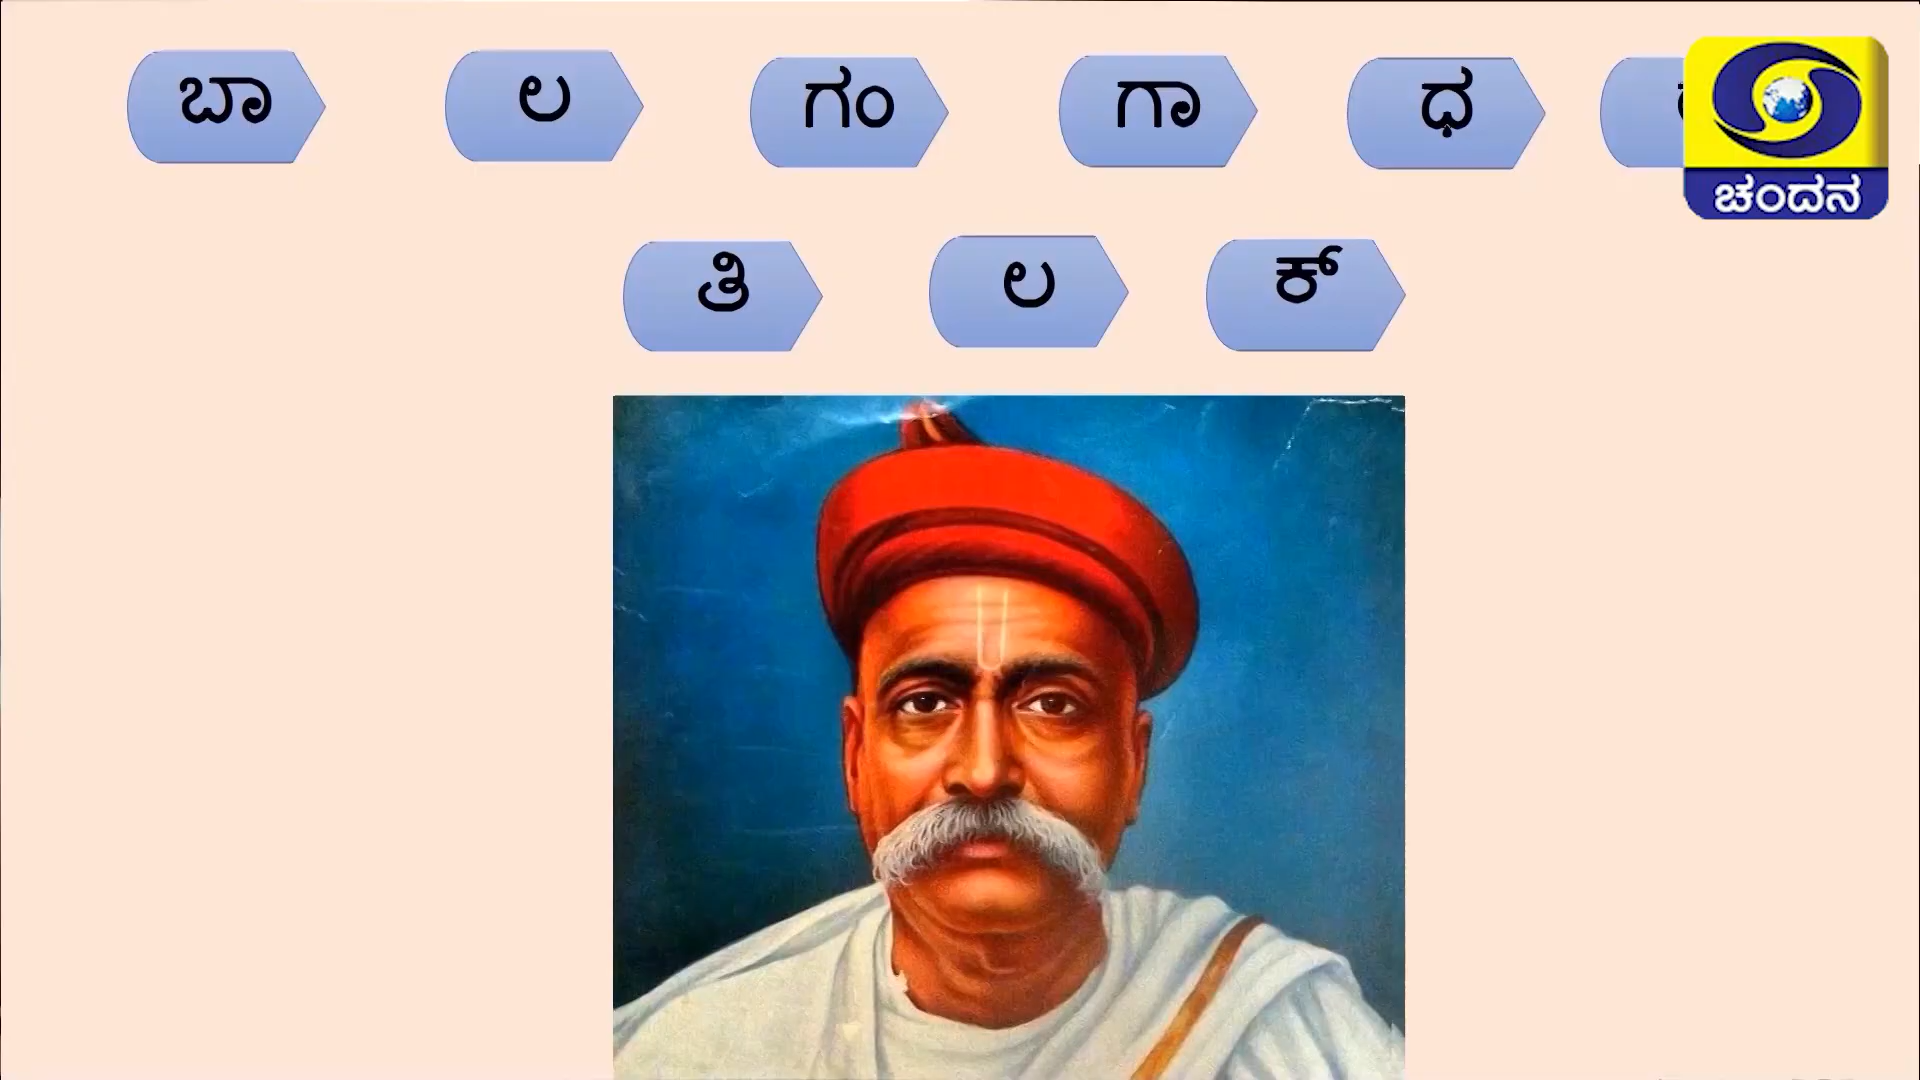 ಬಾ ಲ ಗಂ ಗಾ ಧ
ಚಂದನ
ತಿ ಲ ಕ್